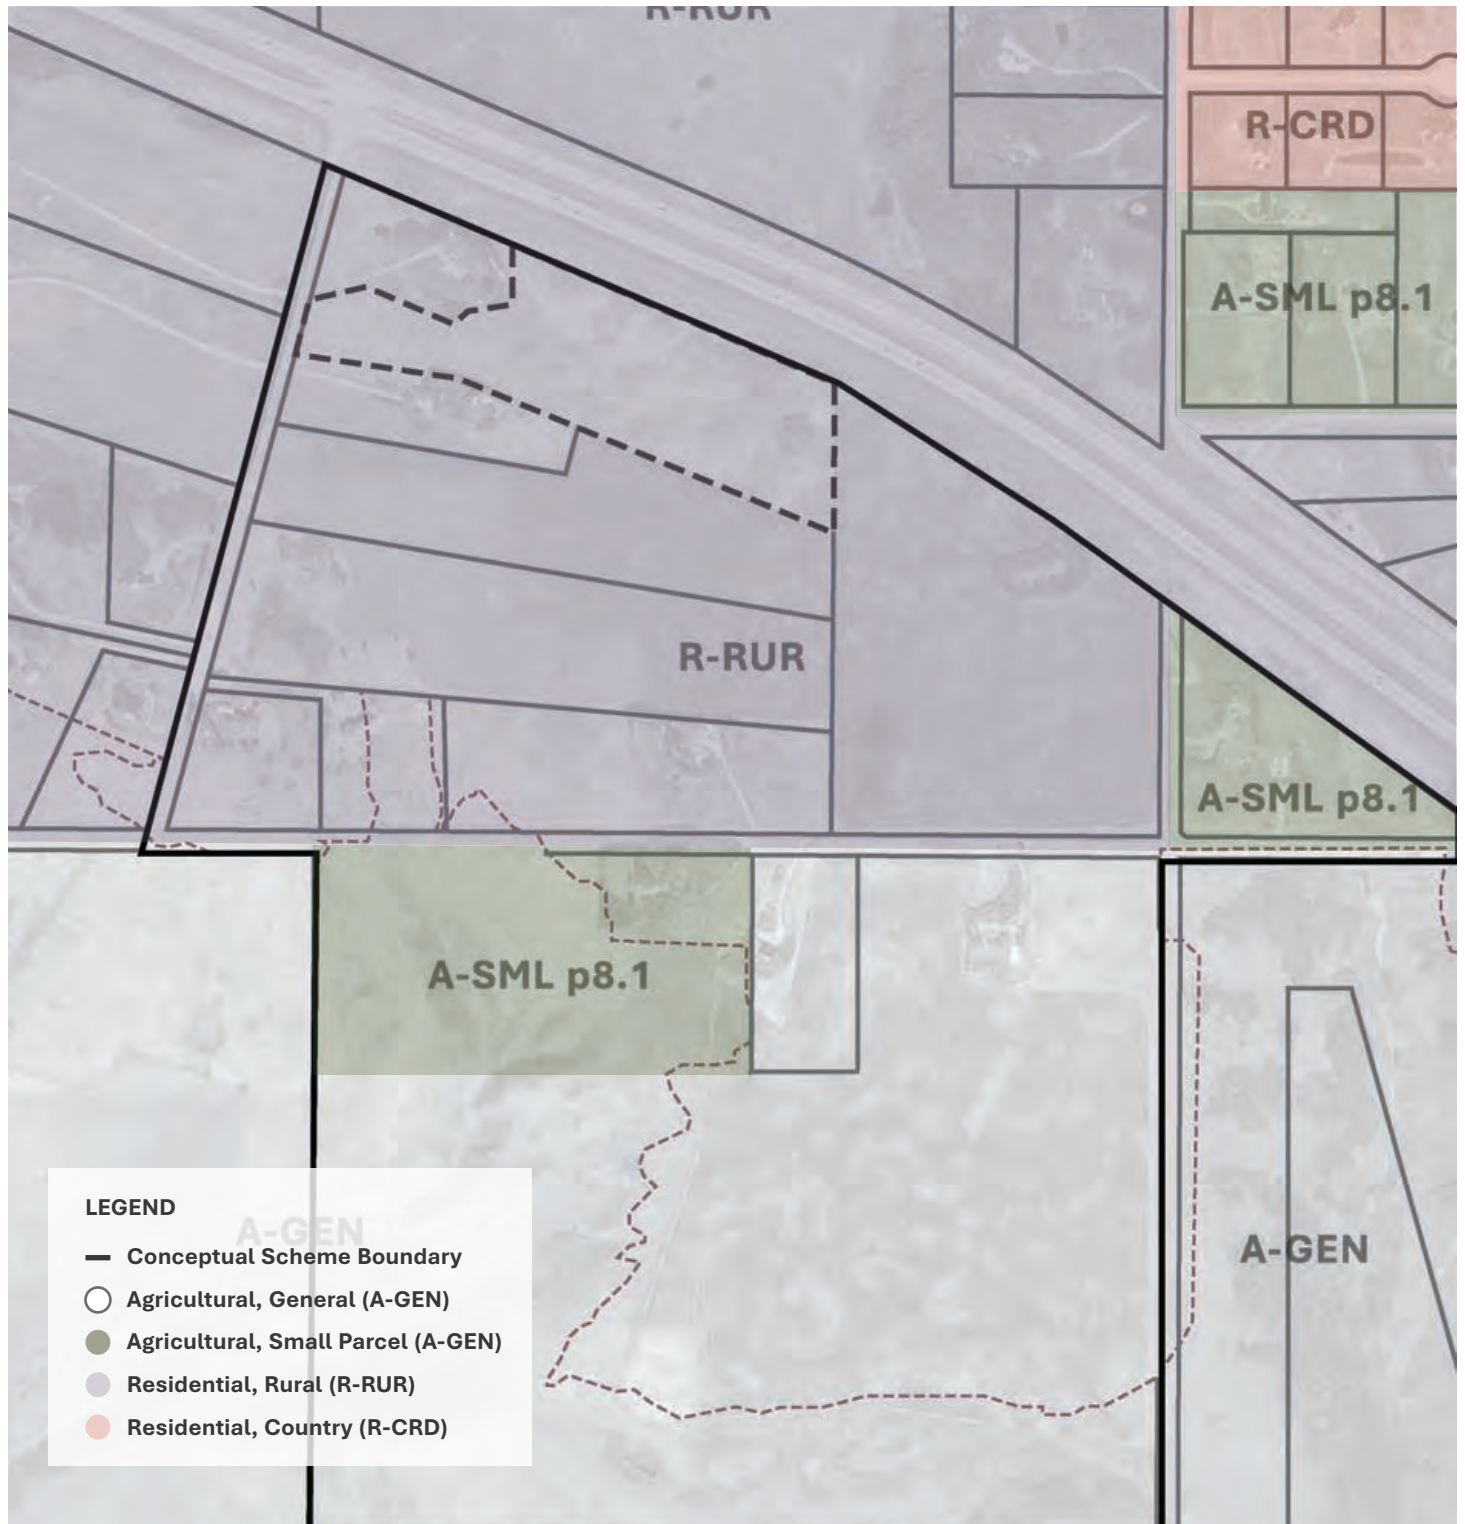 R-RUR
R-CRD
A-SML p8.1
R-RUR
A-SML p8.1
A-SML p8.1
LEGEND
A-GEN
Conceptual Scheme Boundary
A-GEN
Agricultural, General (A-GEN)
Agricultural, Small Parcel (A-GEN)
Residential, Rural (R-RUR)
Residential, Country (R-CRD)